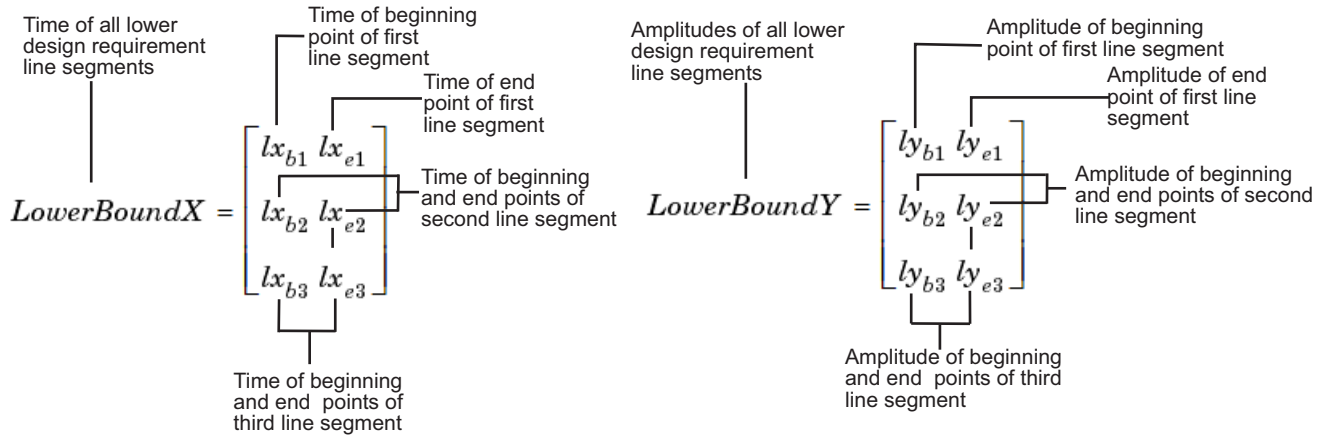 Time of all lower
design requirement
line segments
Time of beginning
point of first
line segment
Time of end
point of first
line segment
LowerBoundX = [ lx_b1 lx_e1
lx_b2 lx_e2
lx_b3 lx_e3 ]
Time of beginning
and end points of
second line segment
Time of beginning
and end points of
third line segment
Amplitudes of all lower
design requirement
line segments
Amplitude of beginning
point of first line segment
Amplitude of end
point of first line
segment
LowerBoundY = [ ly_b1 ly_e1
ly_b2 ly_e2
ly_b3 ly_e3 ]
Amplitude of beginning
and end points of second
line segment
Amplitude of beginning
and end points of third
line segment